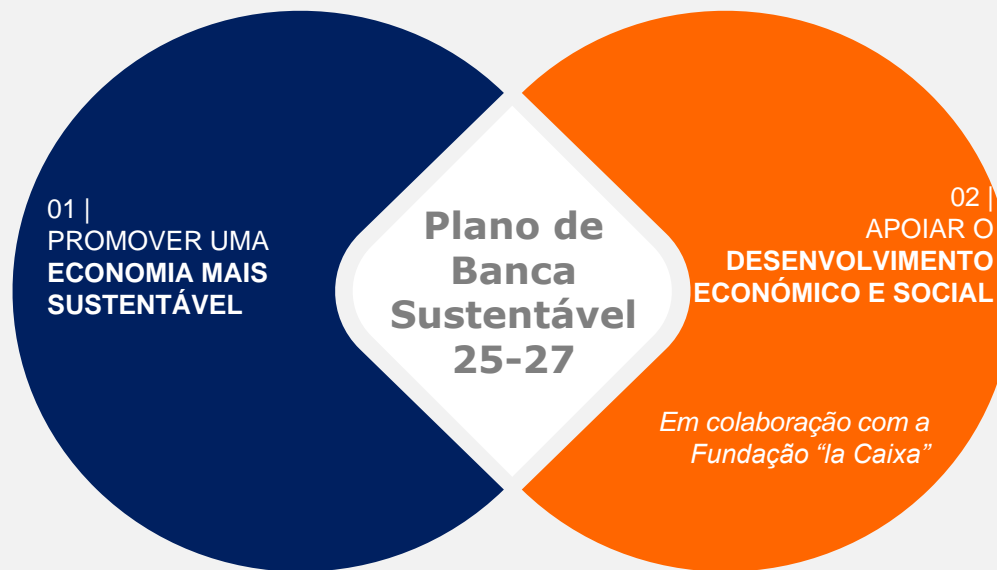 01 |
PROMOVER UMA
ECONOMIA MAIS
SUSTENTÁVEL
Plano de
Banca
Sustentável
25-27
02 |
APOIAR O
DESENVOLVIMENTO
ECONÓMICO E SOCIAL
Em colaboração com a
Fundação “la Caixa”